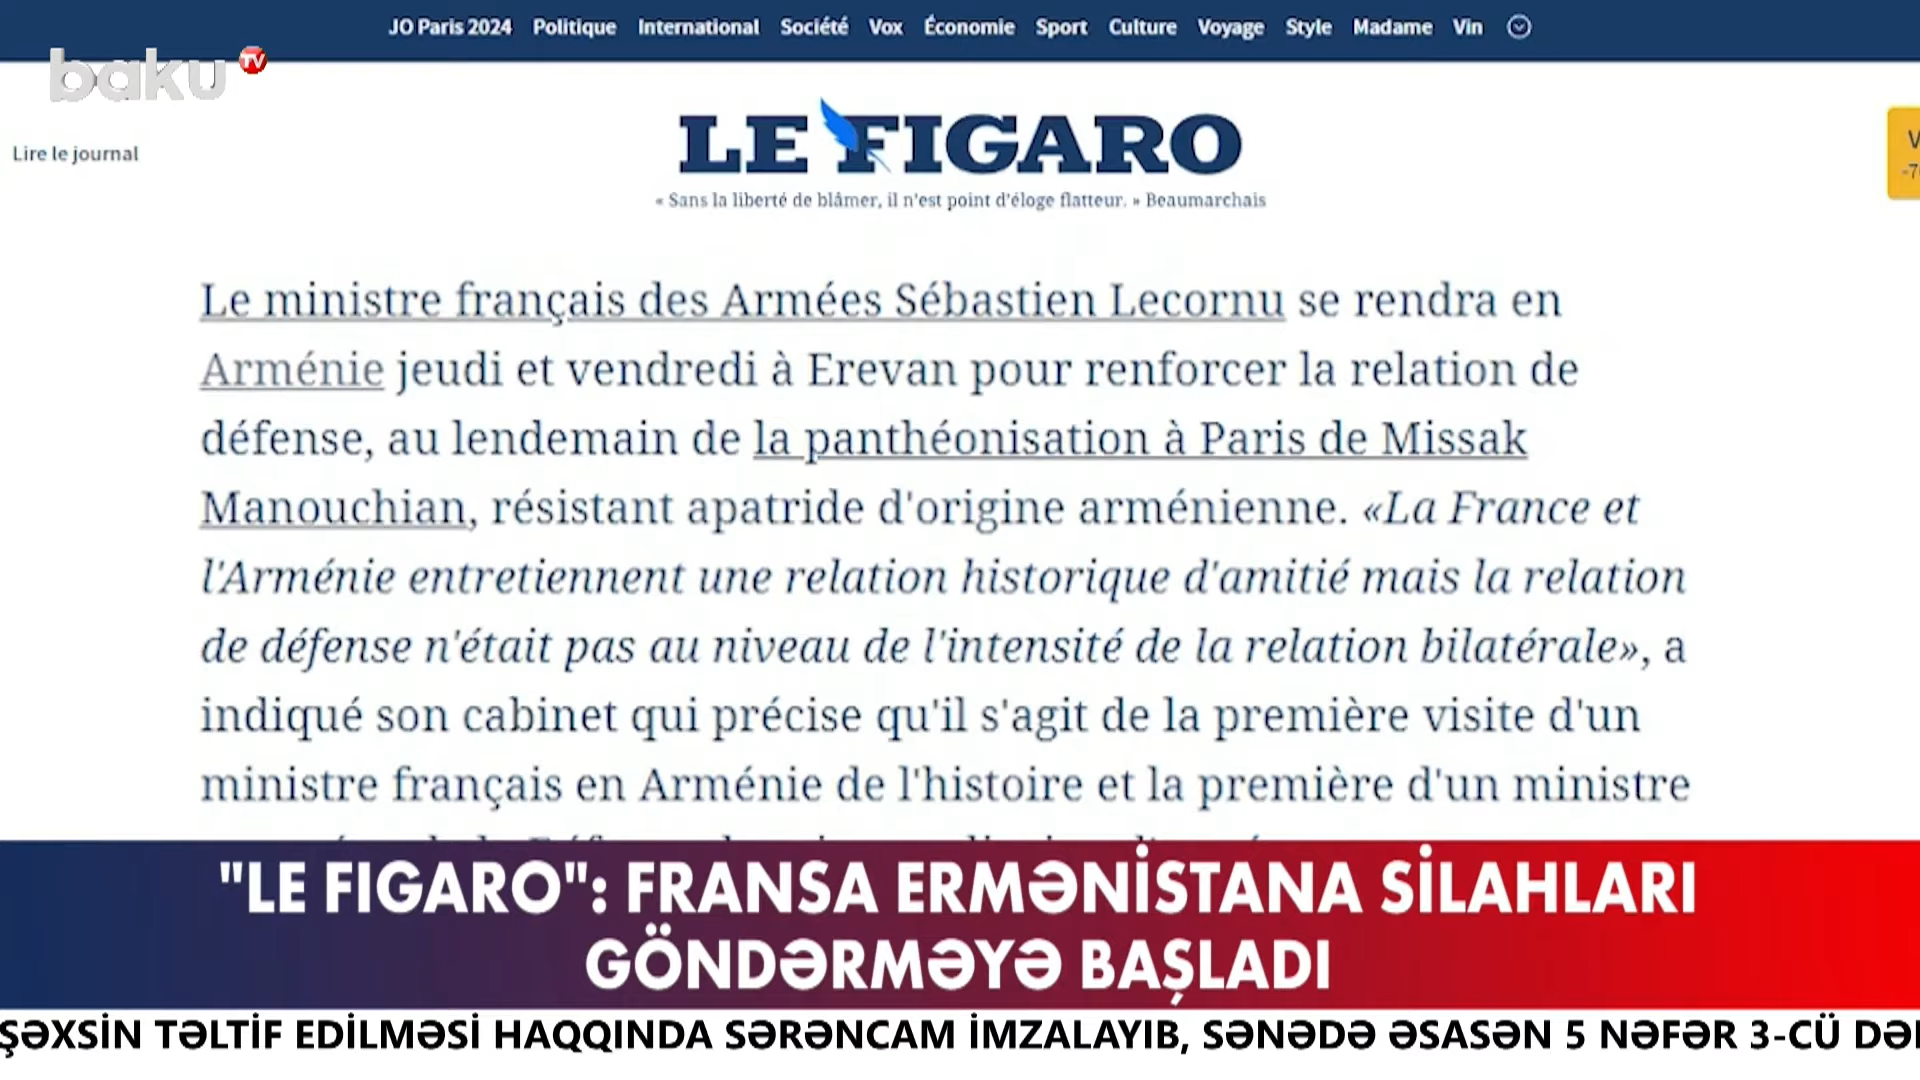 JO Paris 2024 Politique International Société Vox Économie Sport Culture Voyage Style Madame Vin
baku TV
Lire le journal
LE FIGARO
« Sans la liberté de blâmer, il n'est point d'éloge flatteur. » Beaumarchais
Le ministre français des Armées Sébastien Lecornu se rendra en
Arménie jeudi et vendredi à Erevan pour renforcer la relation de
défense, au lendemain de la panthéonisation à Paris de Missak
Manouchian, résistant apatride d'origine arménienne. «La France et
l'Arménie entretiennent une relation historique d'amitié mais la relation
de défense n'était pas au niveau de l'intensité de la relation bilatérale», a
indiqué son cabinet qui précise qu'il s'agit de la première visite d'un
ministre français en Arménie de l'histoire et la première d'un ministre
"LE FIGARO": FRANSA ERMƏNİSTANA SİLAHLARI
GÖNDƏRMƏYƏ BAŞLADI
ŞƏXSİN TƏLTİF EDİLMƏSİ HAQQINDA SƏRƏNCAM İMZALAYIB, SƏNƏDƏ ƏSASƏN 5 NƏFƏR 3-CÜ